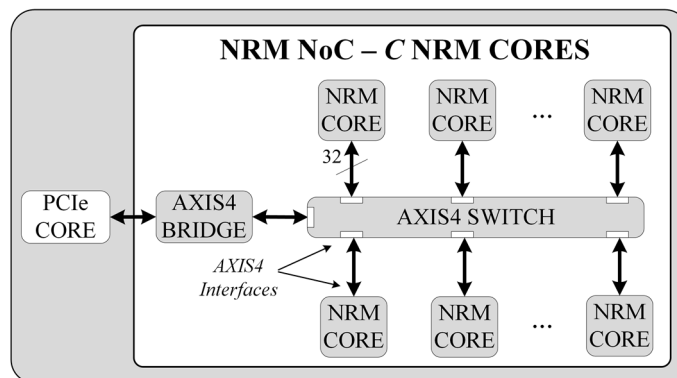 NRM NoC – C NRM CORES
NRM
CORE
NRM
CORE
...
NRM
CORE
32
PCIe
CORE
AXIS4
BRIDGE
AXIS4 SWITCH
AXIS4
Interfaces
NRM
CORE
NRM
CORE
...
NRM
CORE